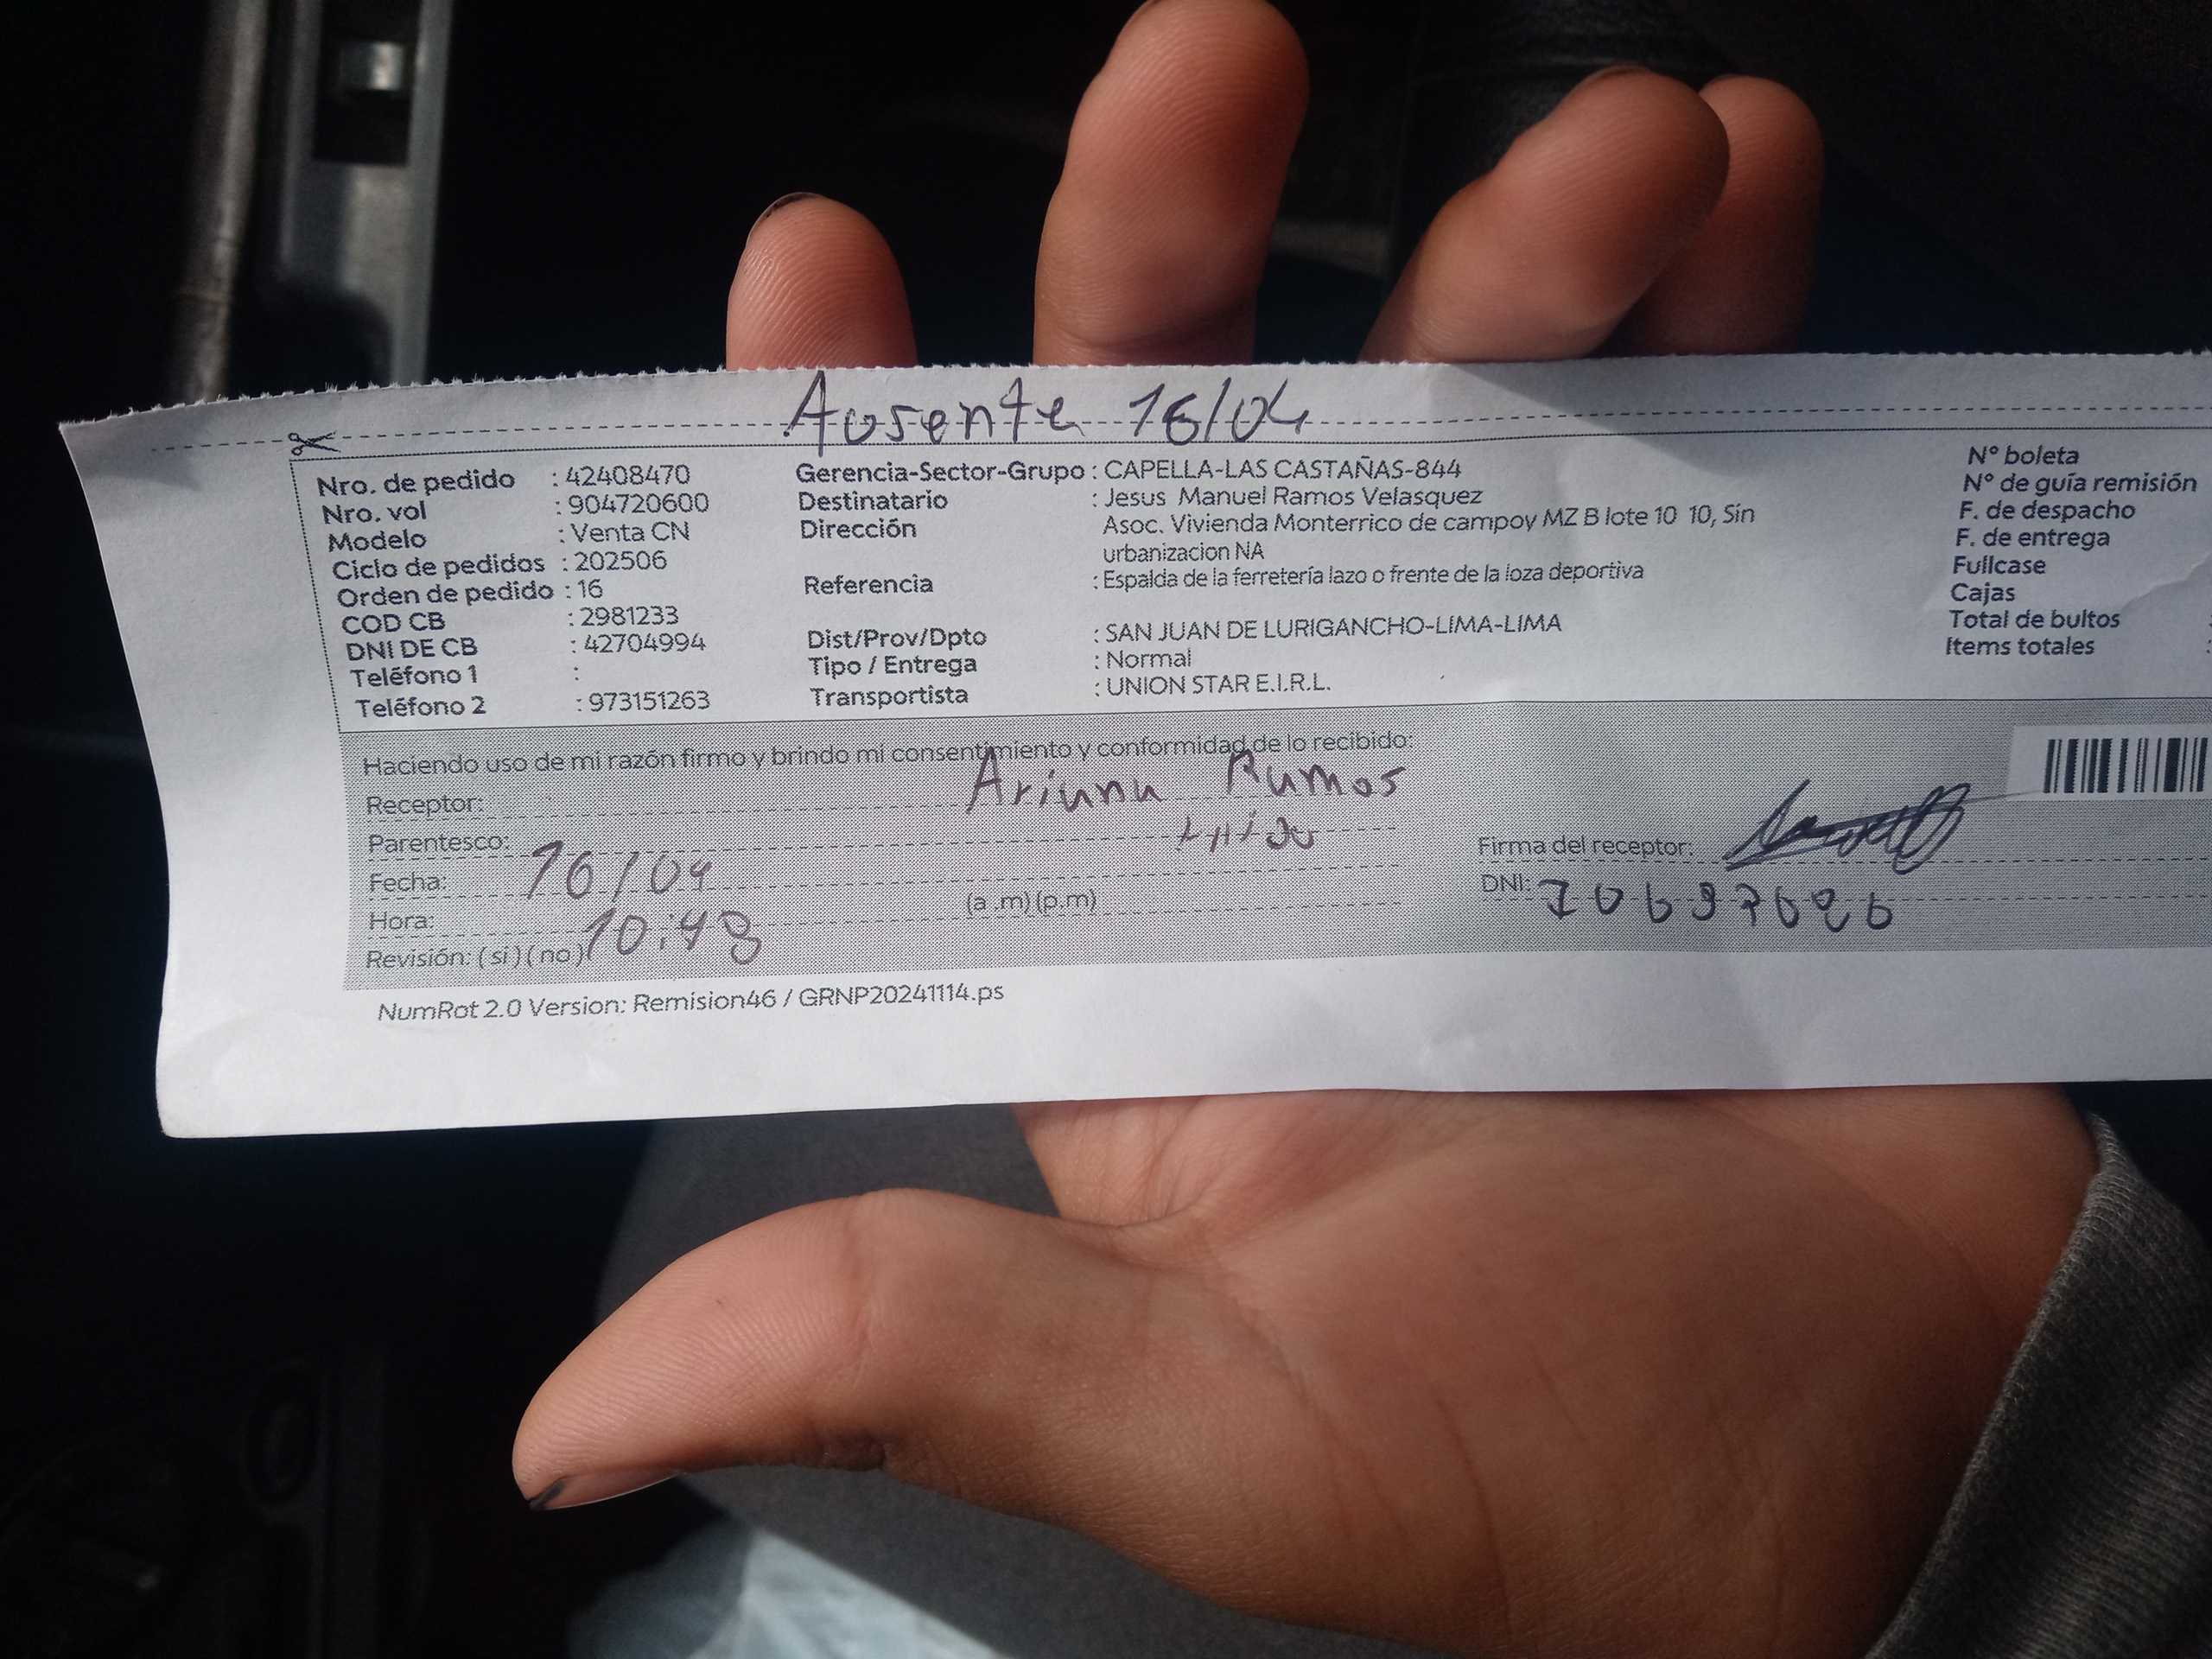 Ausente 16/04
Nro. de pedido : 42408470
Nro. vol : 904720600
Modelo : Venta CN
Ciclo de pedidos : 202506
Orden de pedido : 16
COD CB : 2981233
DNI DE CB : 42704994
Teléfono 1 :
Teléfono 2 : 973151263
Gerencia-Sector-Grupo : CAPELLA-LAS CASTAÑAS-844
Destinatario : Jesus Manuel Ramos Velasquez
Dirección Asoc. Vivienda Monterrico de campoy MZ B lote 10 10, Sin
urbanizacion NA
Referencia : Espalda de la ferretería lazo o frente de la loza deportiva
Dist/Prov/Dpto : SAN JUAN DE LURIGANCHO-LIMA-LIMA
Tipo / Entrega : Normal
Transportista : UNION STAR E.I.R.L.
N° boleta
N° de guía remisión
F. de despacho
F. de entrega
Fullcase
Cajas
Total de bultos :
Items totales :
Haciendo uso de mi razón firmo y brindo mi consentimiento y conformidad de lo recibido:
Receptor: Ariana Ramos
Parentesco: Hija
Fecha: 16/04
Hora: 10:48 (a .m) (p.m)
Revisión: ( si ) ( no )
Firma del receptor:
DNI:
NumRot 2.0 Version: Remision46 / GRNP20241114.ps